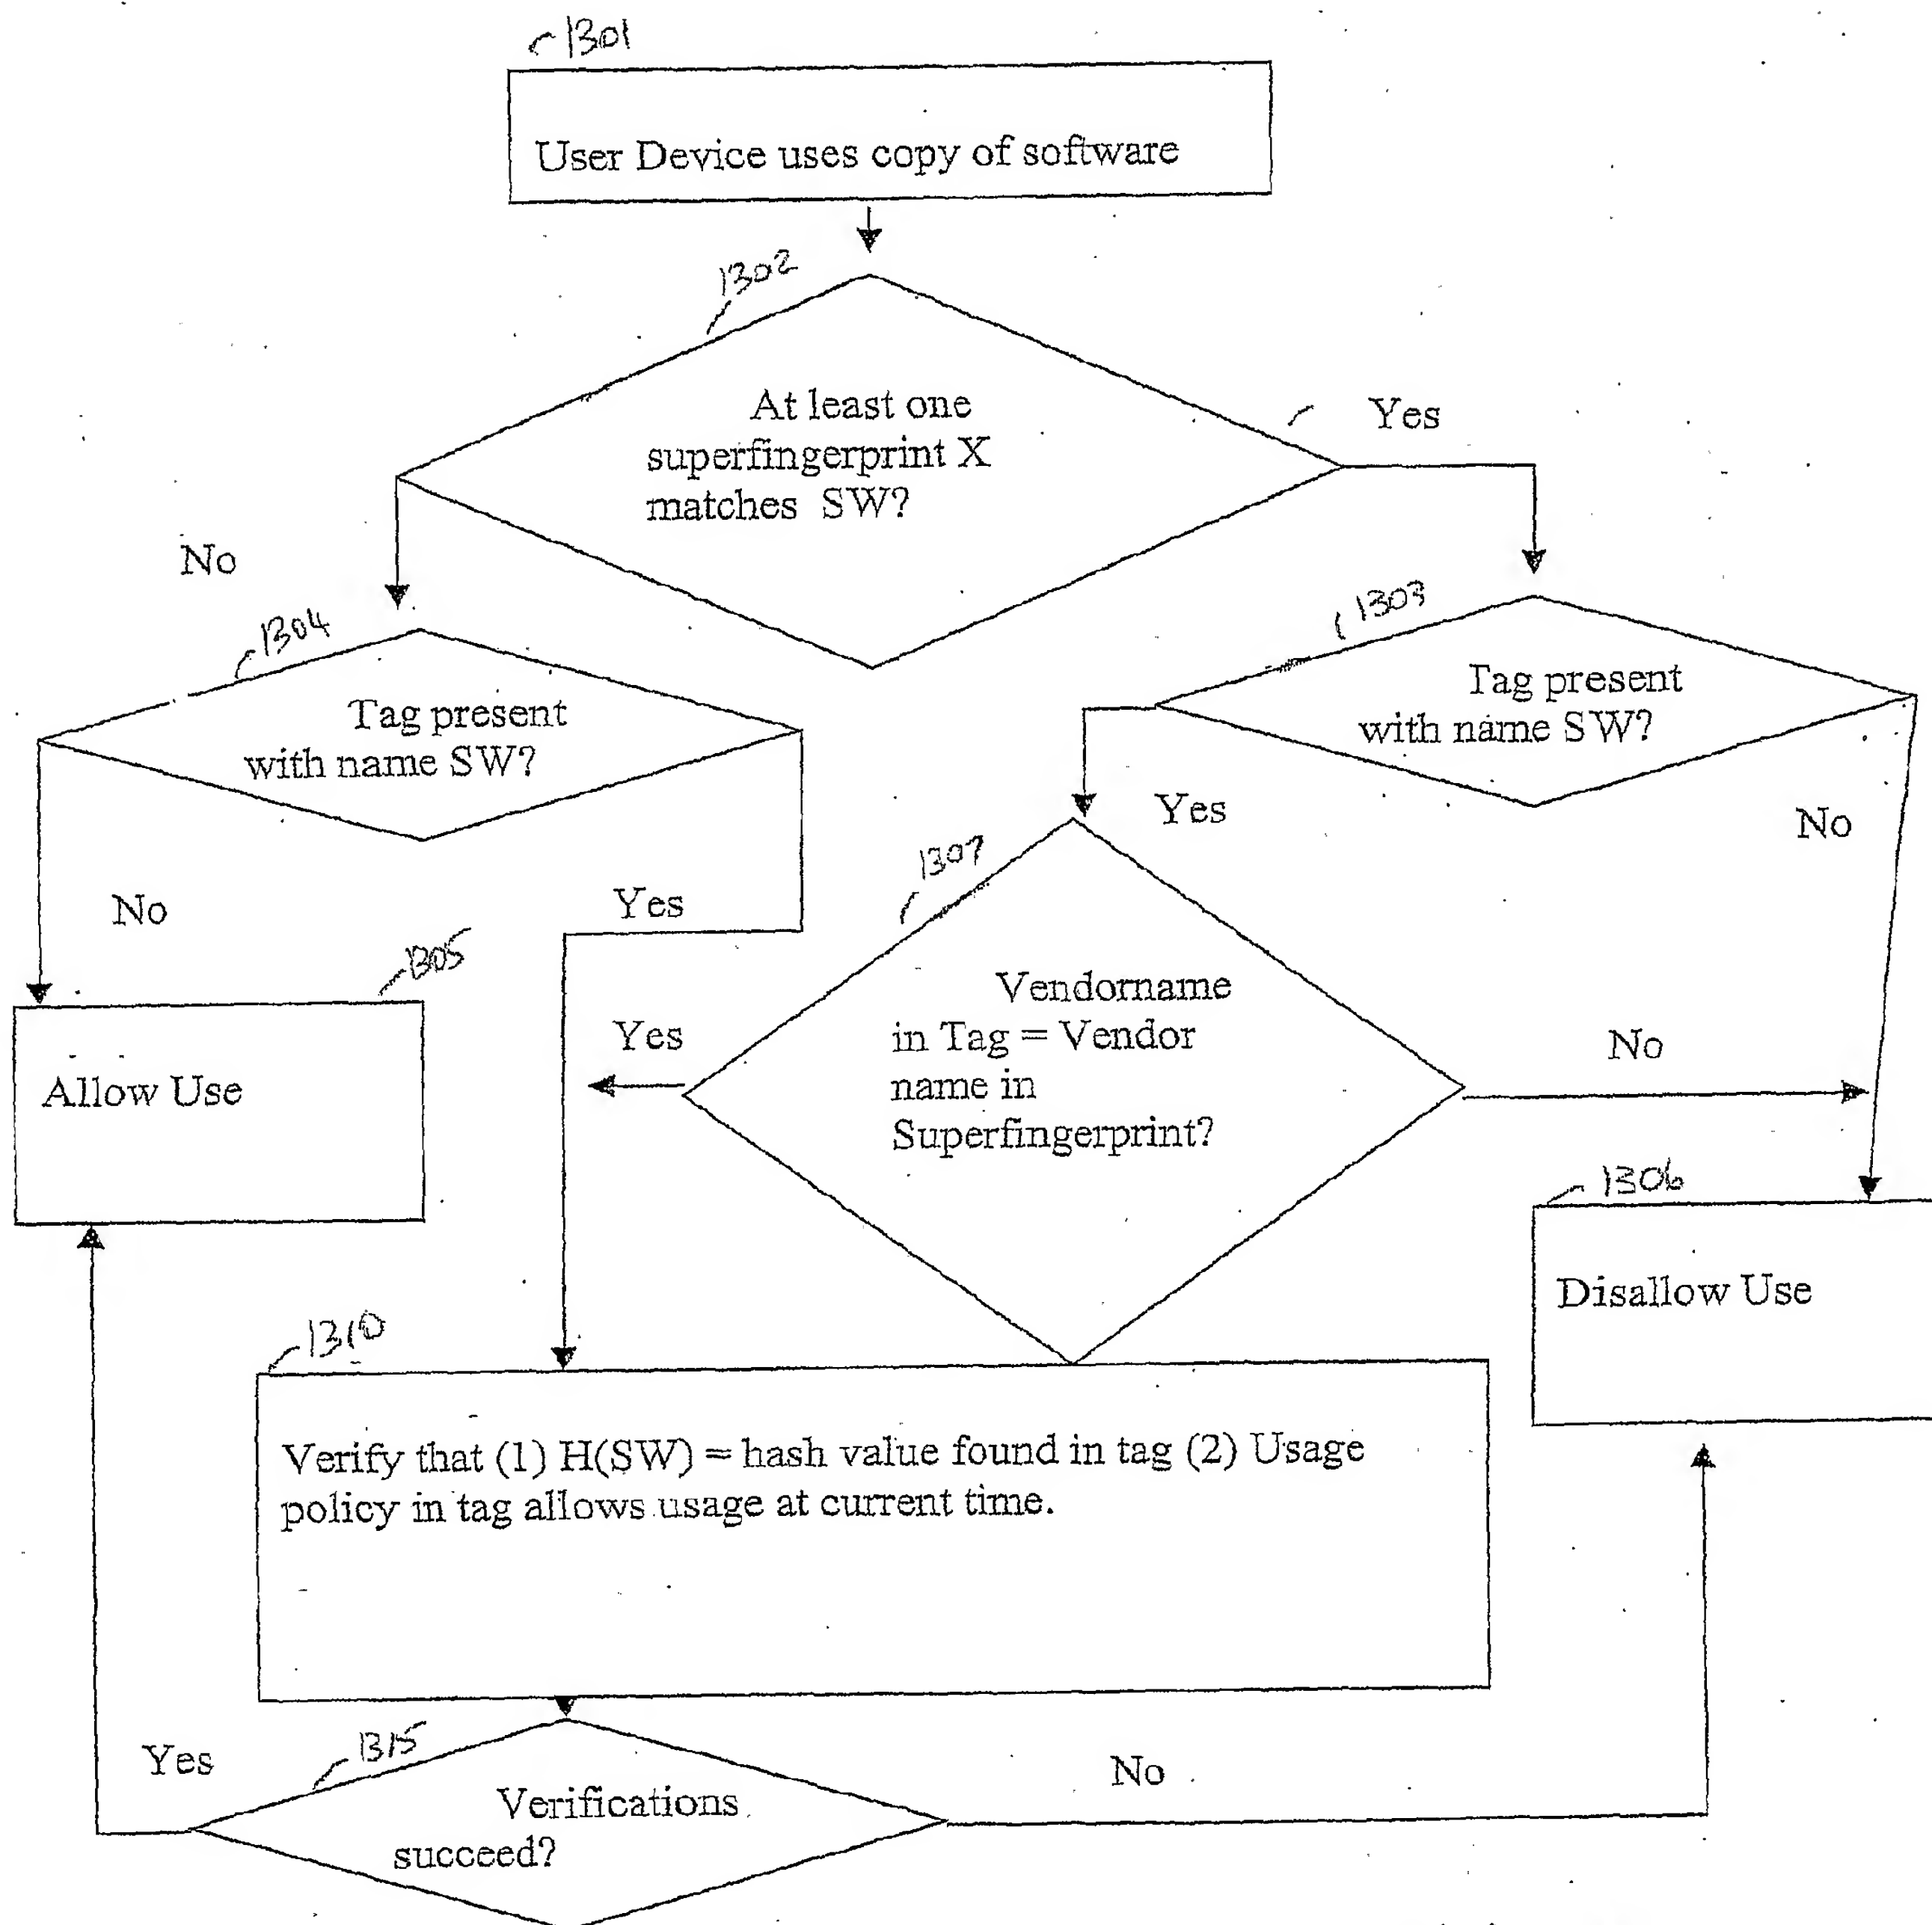 1301
User Device uses copy of software
1302
At least one
superfingerprint X
matches SW?
Yes
No
1304
Tag present
with name SW?
1303
Tag present
with name SW?
Yes
No
1307
No
Yes
1305
Vendorname
in Tag = Vendor
name in
Superfingerprint?
Yes
No
Allow Use
1306
Disallow Use
1310
Verify that (1) H(SW) = hash value found in tag (2) Usage
policy in tag allows usage at current time.
Yes
1315
No
Verifications
succeed?